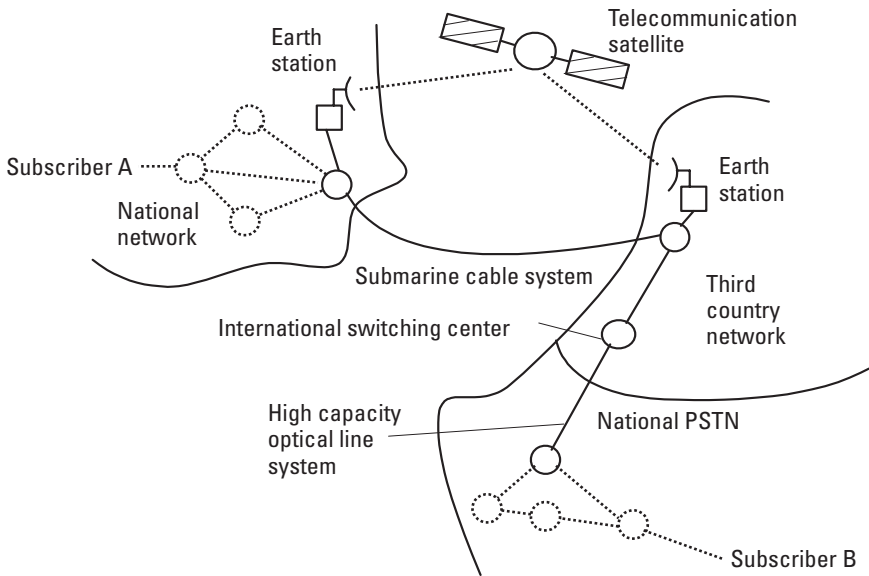 Telecommunication
satellite
Earth
station
Subscriber A
National
network
Earth
station
Submarine cable system
Third
country
network
International switching center
High capacity
optical line
system
National PSTN
Subscriber B